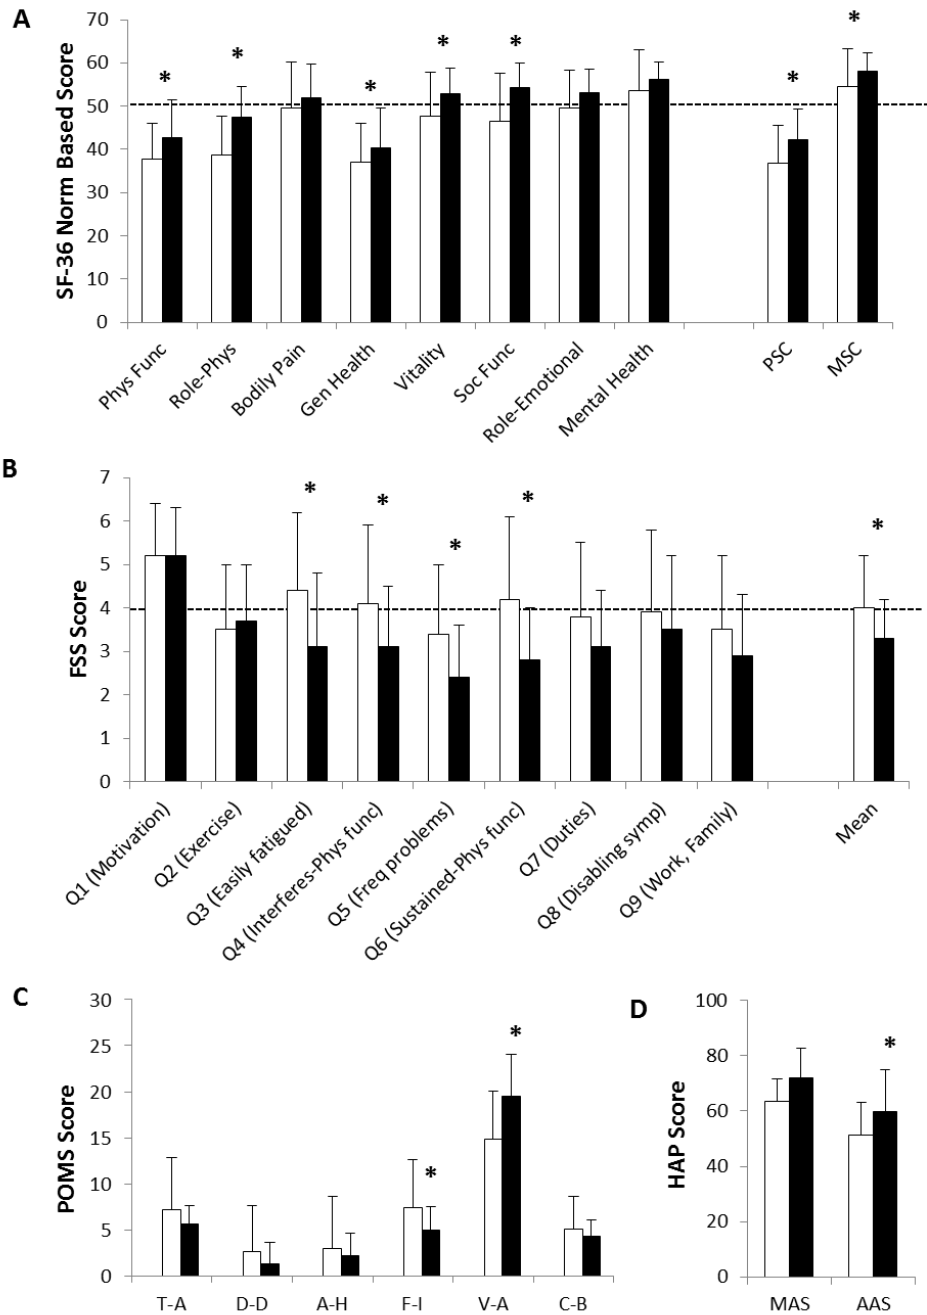 A
SF-36 Norm Based Score
70
60
50
40
30
20
10
0
* * * * * * *
Phys Func
Role-Phys
Bodily Pain
Gen Health
Vitality
Soc Func
Role-Emotional
Mental Health
PSC
MSC
B
FSS Score
7
6
5
4
3
2
1
0
* * * * *
Q1 (Motivation)
Q2 (Exercise)
Q3 (Easily fatigued)
Q4 (Interferes-Phys func)
Q5 (Freq problems)
Q6 (Sustained-Phys func)
Q7 (Duties)
Q8 (Disabling symp)
Q9 (Work, Family)
Mean
C
POMS Score
30
25
20
15
10
5
0
* *
T-A D-D A-H F-I V-A C-B
D
HAP Score
100
80
60
40
20
0
*
MAS AAS